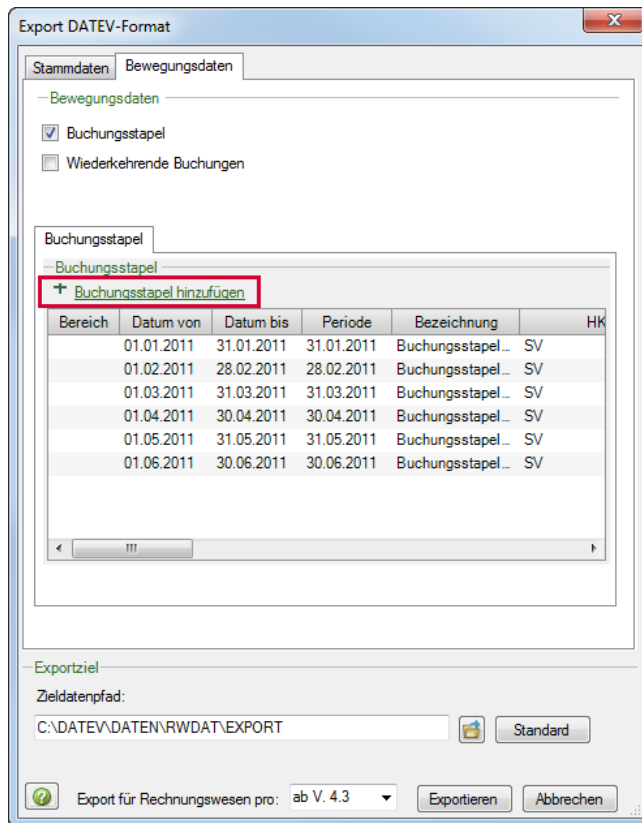 Export DATEV-Format
Stammdaten Bewegungsdaten
Bewegungsdaten
Buchungsstapel
Wiederkehrende Buchungen
Buchungsstapel
Buchungsstapel
Buchungsstapel hinzufügen
Bereich Datum von Datum bis Periode Bezeichnung HK
01.01.2011 31.01.2011 31.01.2011 Buchungsstapel... SV
01.02.2011 28.02.2011 28.02.2011 Buchungsstapel... SV
01.03.2011 31.03.2011 31.03.2011 Buchungsstapel... SV
01.04.2011 30.04.2011 30.04.2011 Buchungsstapel... SV
01.05.2011 31.05.2011 31.05.2011 Buchungsstapel... SV
01.06.2011 30.06.2011 30.06.2011 Buchungsstapel... SV
Exportziel
Zieldatenpfad:
C:\DATEV\DATEN\RWDAT\EXPORT Standard
Export für Rechnungswesen pro: ab V. 4.3 Exportieren Abbrechen